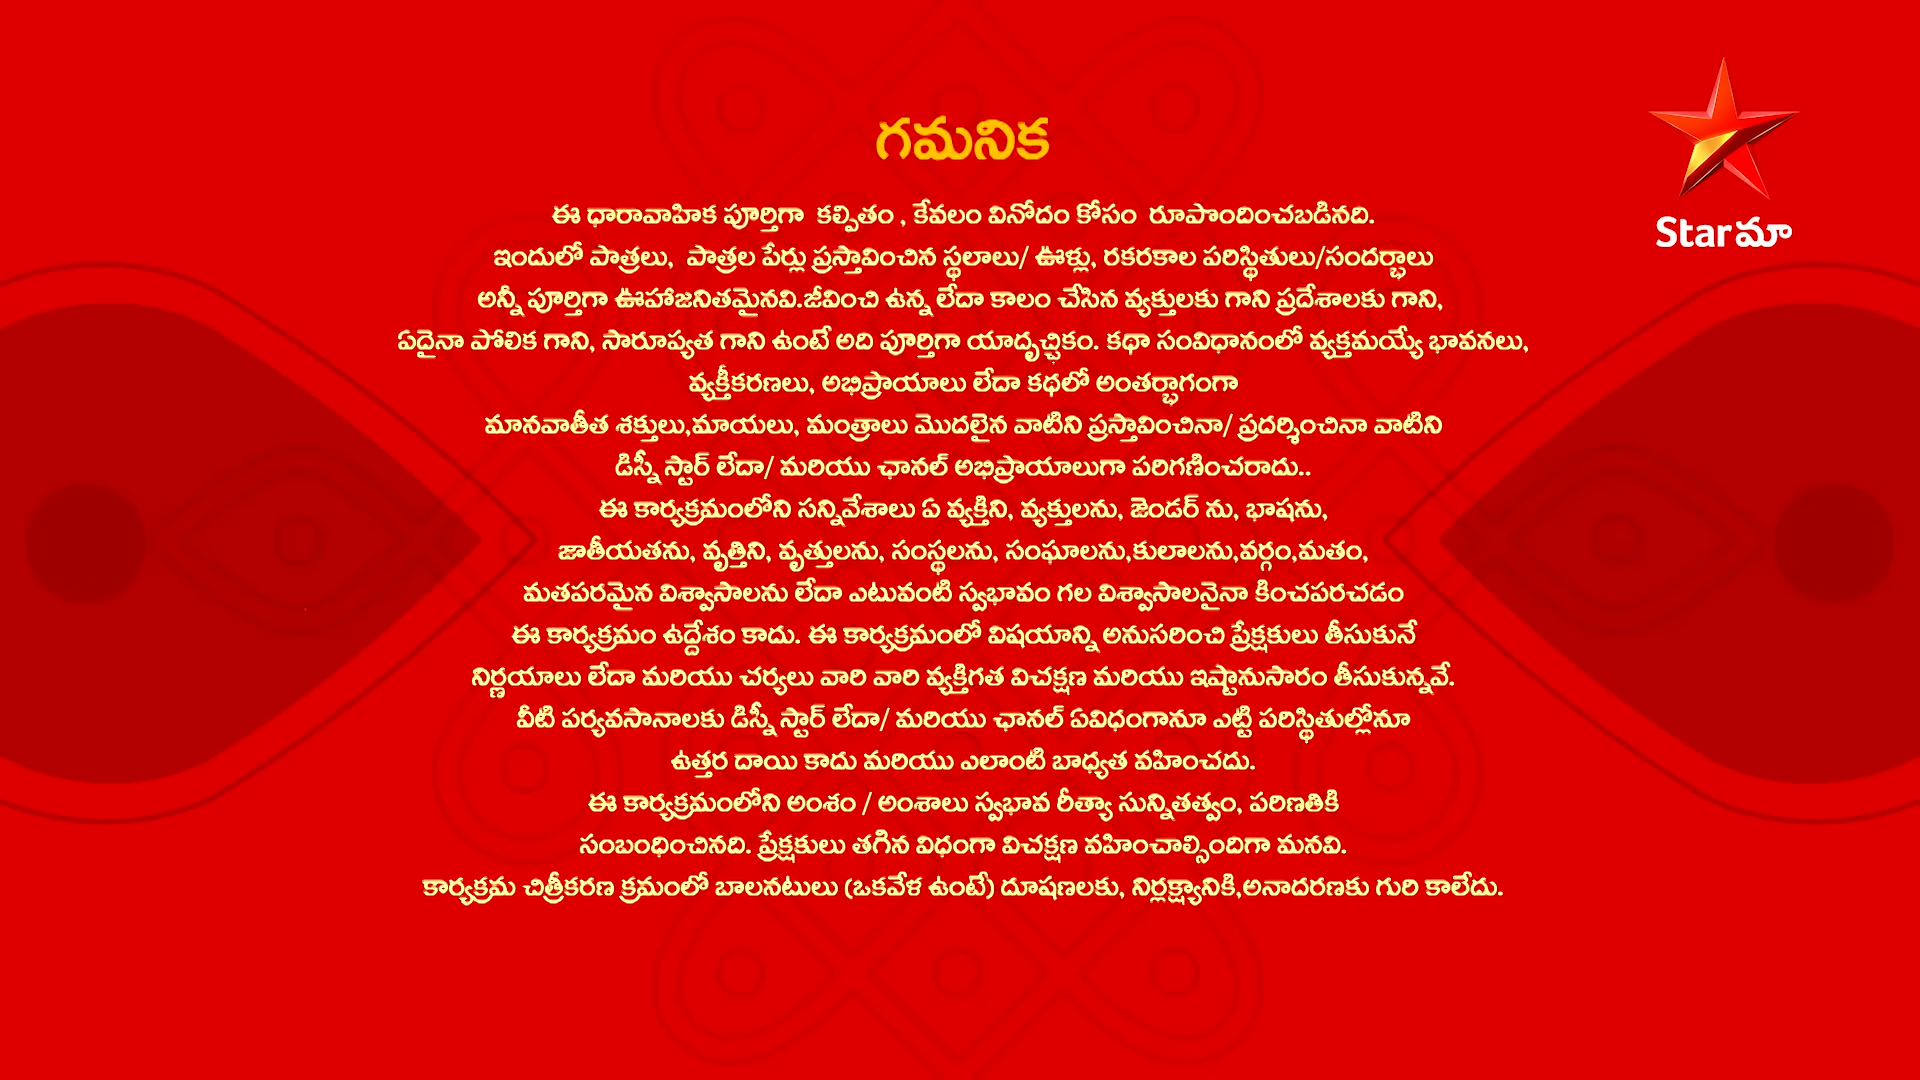 గమనిక
Starమా
ఈ ధారావాహిక పూర్తిగా కల్పితం , కేవలం వినోదం కోసం రూపొందించబడినది.
ఇందులో పాత్రలు, పాత్రల పేర్లు ప్రస్తావించిన స్థలాలు/ ఊళ్లు, రకరకాల పరిస్థితులు/సందర్భాలు
అన్నీ పూర్తిగా ఊహాజనితమైనవి.జీవించి ఉన్న లేదా కాలం చేసిన వ్యక్తులకు గాని ప్రదేశాలకు గాని,
ఏదైనా పోలిక గాని, సారూప్యత గాని ఉంటే అది పూర్తిగా యాదృచ్ఛికం. కథా సంవిధానంలో వ్యక్తమయ్యే భావనలు,
వ్యక్తీకరణలు, అభిప్రాయాలు లేదా కథలో అంతర్భాగంగా
మానవాతీత శక్తులు,మాయలు, మంత్రాలు మొదలైన వాటిని ప్రస్తావించినా/ ప్రదర్శించినా వాటిని
డిస్నీ స్టార్ లేదా/ మరియు ఛానల్ అభిప్రాయాలుగా పరిగణించరాదు..
ఈ కార్యక్రమంలోని సన్నివేశాలు ఏ వ్యక్తిని, వ్యక్తులను, జెండర్ ను, భాషను,
జాతీయతను, వృత్తిని, వృత్తులను, సంస్థలను, సంఘాలను,కులాలను,వర్గం,మతం,
మతపరమైన విశ్వాసాలను లేదా ఎటువంటి స్వభావం గల విశ్వాసాలనైనా కించపరచడం
ఈ కార్యక్రమం ఉద్దేశం కాదు. ఈ కార్యక్రమంలో విషయాన్ని అనుసరించి ప్రేక్షకులు తీసుకునే
నిర్ణయాలు లేదా మరియు చర్యలు వారి వారి వ్యక్తిగత విచక్షణ మరియు ఇష్టానుసారం తీసుకున్నవే.
వీటి పర్యవసానాలకు డిస్నీ స్టార్ లేదా/ మరియు ఛానల్ ఏవిధంగానూ ఎట్టి పరిస్థితుల్లోనూ
ఉత్తర దాయి కాదు మరియు ఎలాంటి బాధ్యత వహించదు.
ఈ కార్యక్రమంలోని అంశం / అంశాలు స్వభావ రీత్యా సున్నితత్వం, పరిణతికి
సంబంధించినది. ప్రేక్షకులు తగిన విధంగా విచక్షణ వహించాల్సిందిగా మనవి.
కార్యక్రమ చిత్రీకరణ క్రమంలో బాలనటులు (ఒకవేళ ఉంటే) దూషణలకు, నిర్లక్ష్యానికి,అనాదరణకు గురి కాలేదు.